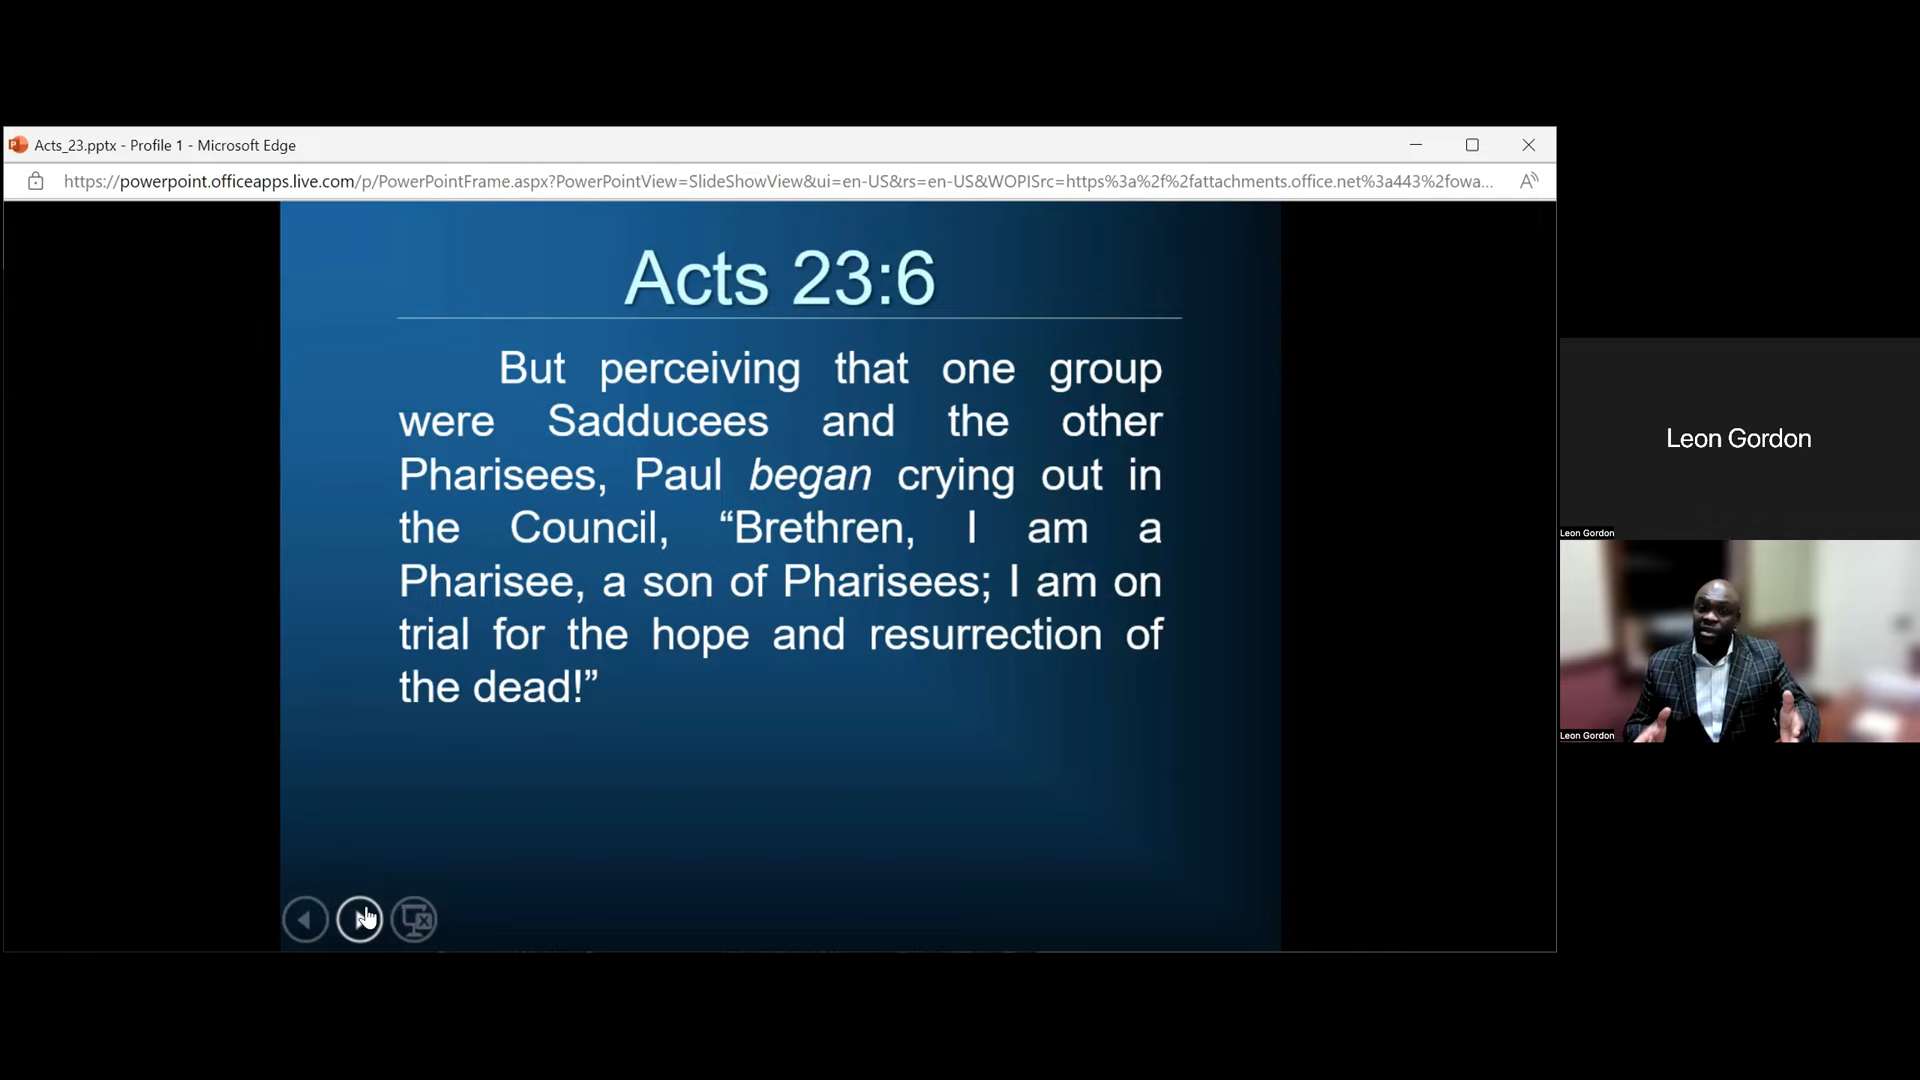 Acts_23.pptx - Profile 1 - Microsoft Edge
https://powerpoint.officeapps.live.com/p/PowerPointFrame.aspx?PowerPointView=SlideShowView&ui=en-US&rs=en-US&WOPISrc=https%3a%2f%2fattachments.office.net%3a443%2fowa...
Acts 23:6
But perceiving that one group
were Sadducees and the other
Pharisees, Paul began crying out in
the Council, “Brethren, I am a
Pharisee, a son of Pharisees; I am on
trial for the hope and resurrection of
the dead!”
Leon Gordon
Leon Gordon
Leon Gordon